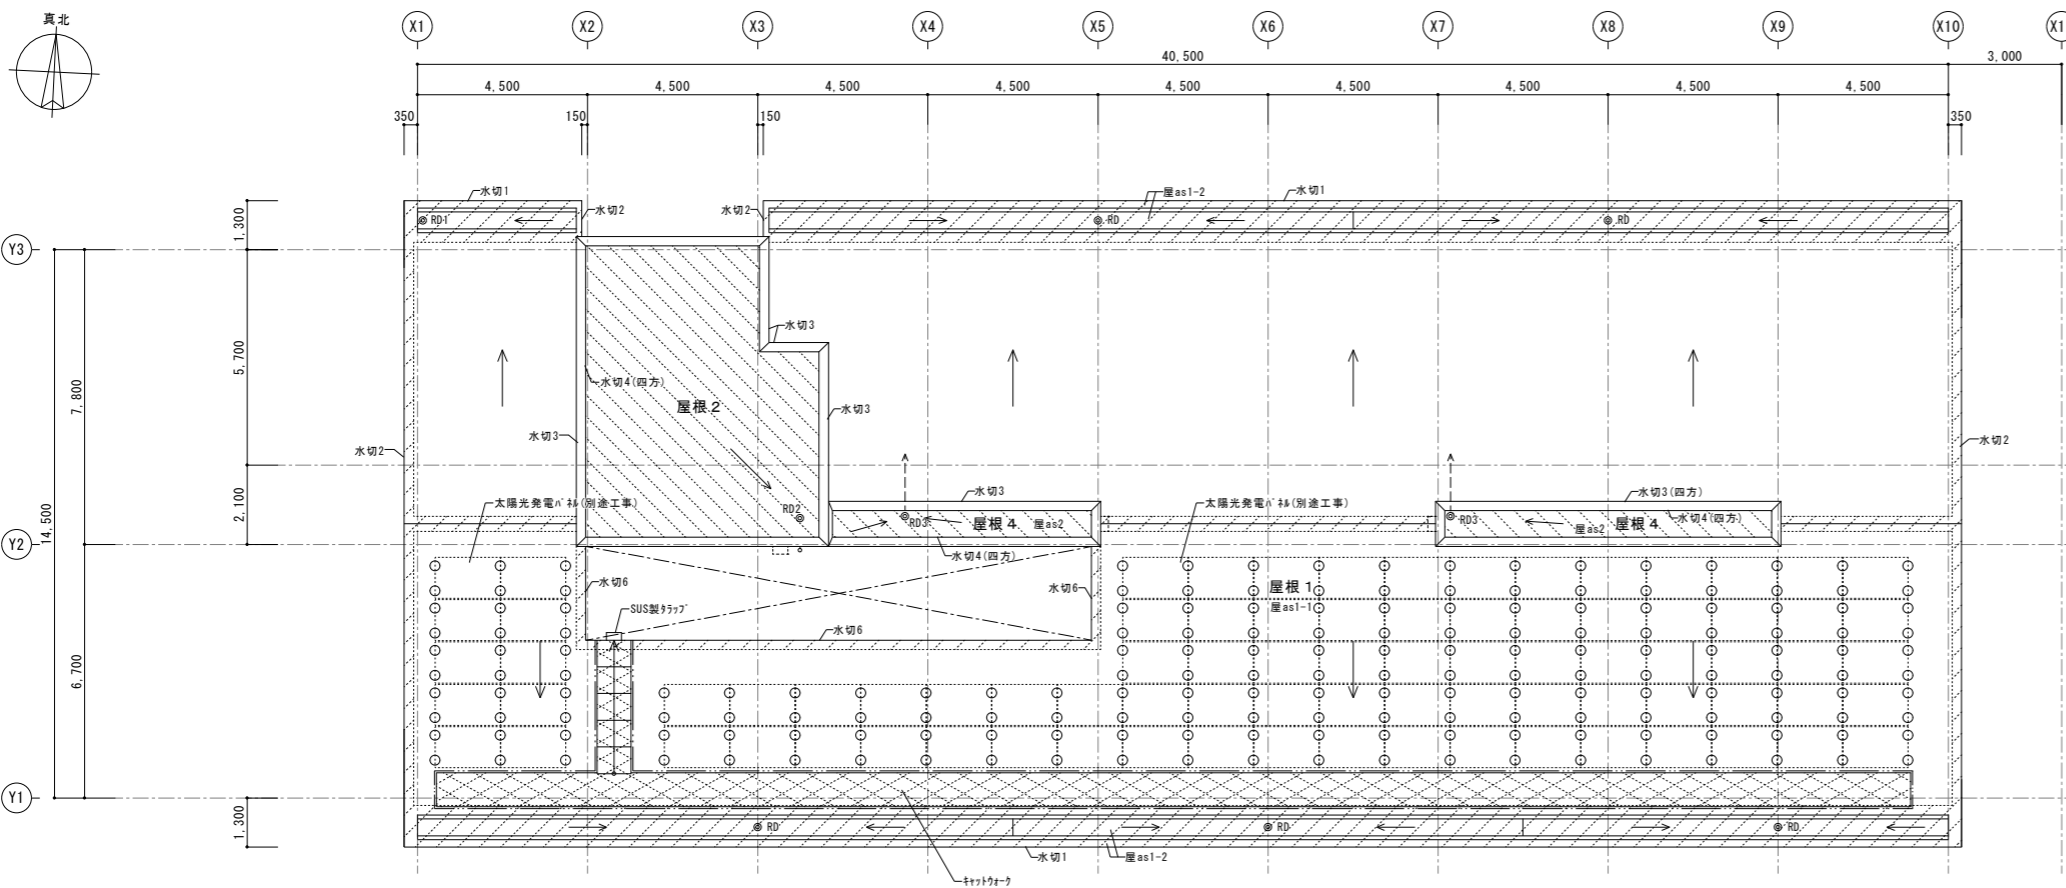 真北
X1 X2 X3 X4 X5 X6 X7 X8 X9 X10 X1
40,500 3,000
4,500 4,500 4,500 4,500 4,500 4,500 4,500 4,500 4,500
350 150 150 350
水切1 屋as1-2 水切1
水切2 水切2
RD1 RD RD
1,300
Y3
水切3
5,700
7,800
水切4(四方)
屋根2
水切3
水切3
水切2 水切2
太陽光発電パネル(別途工事) 水切3 太陽光発電パネル(別途工事) 水切3(四方)
2,100
14,500
RD2 RD3 屋根4 屋as2 RD3 屋as2 屋根4 水切4(四方)
Y2
水切4(四方)
水切6 水切6 屋根1
SUS製タラップ 屋as1-1
水切6
6,700
Y1
1,300
RD RD RD
水切1 屋as1-2
キャットウォーク